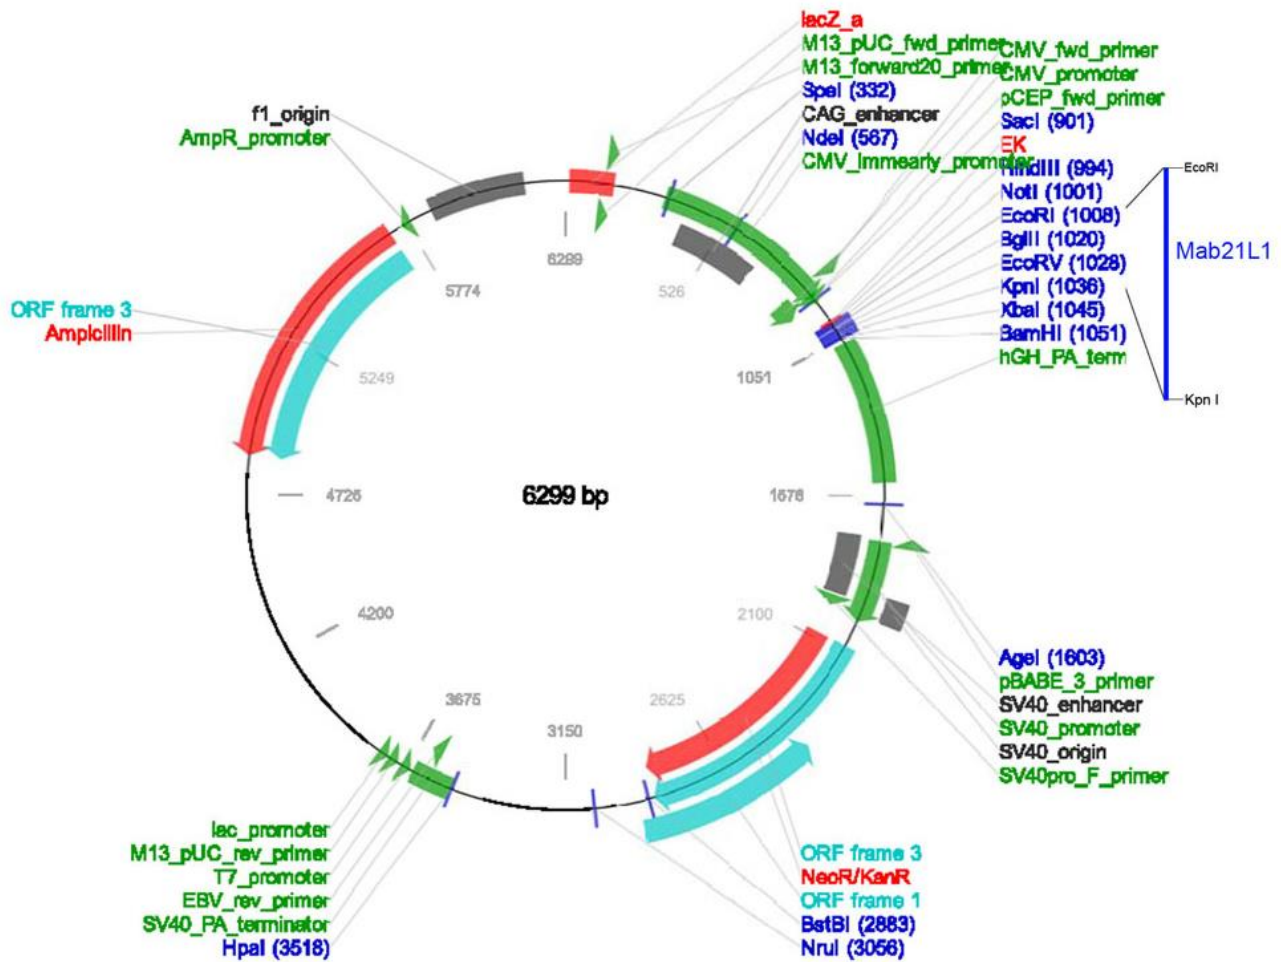 lacZ_a
M13_pUC_fwd_primer
M13_forward20_primer
SpeI (332)
CAG_enhancer
NdeI (567)
CMV_immearly_promoter
CMV_fwd_primer
CMV_promoter
pCEP_fwd_primer
SacI (901)
EK
HindIII (994)
NotI (1001)
EcoRI (1008)
BglII (1020)
EcoRV (1028)
KpnI (1036)
XbaI (1045)
BamHI (1051)
hGH_PA_term
EcoRI
Mab21L1
Kpn I
f1_origin
AmpR_promoter
ORF frame 3
Ampicillin
6299
526
1051
1576
2100
2625
3150
3675
4200
4726
5249
5774
6299 bp
AgeI (1603)
pBABE_3_primer
SV40_enhancer
SV40_promoter
SV40_origin
SV40pro_F_primer
ORF frame 3
NeoR/KanR
ORF frame 1
BstBI (2883)
NruI (3056)
lac_promoter
M13_pUC_rev_primer
T7_promoter
EBV_rev_primer
SV40_PA_terminator
HpaI (3518)